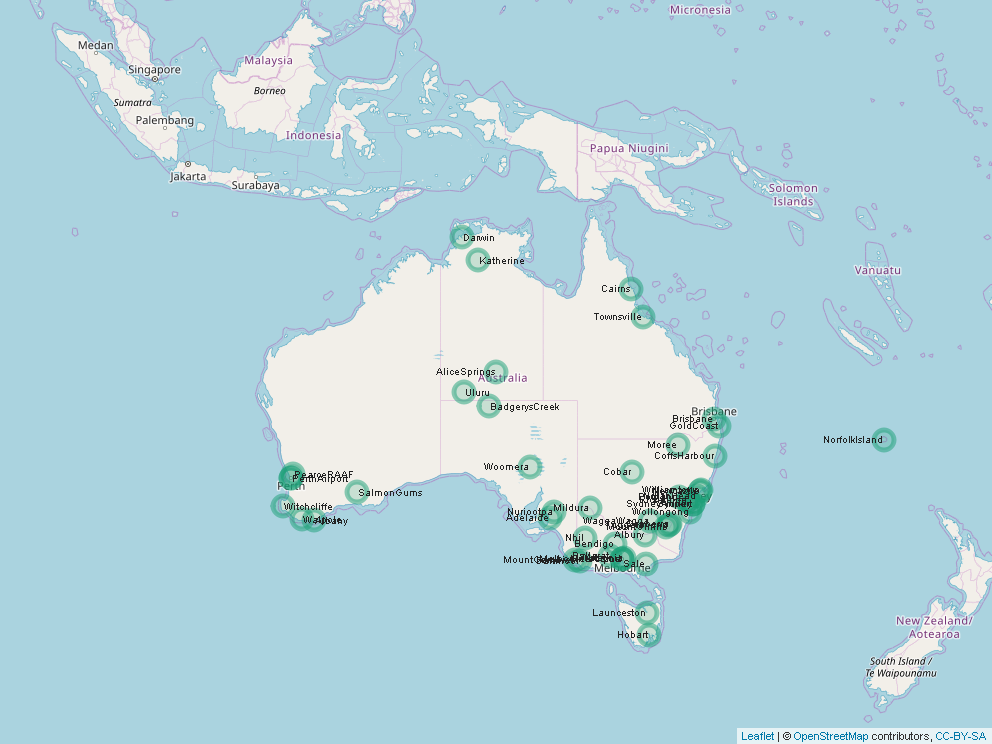 Micronesia
Medan
Malaysia
Singapore
Borneo
Sumatra
Palembang
Indonesia
Papua Niugini
Jakarta
Surabaya
Solomon
Islands
Darwin
Katherine
Vanuatu
Cairns
Townsville
AliceSprings
Australia
Uluru
BadgerysCreek
Brisbane
Brisbane
GoldCoast
NorfolkIsland
Moree
CoffsHarbour
Woomera
Cobar
PearceRAAF
PerthAirport
Perth
SalmonGums
Witchcliffe
Albany
Williamtown
Mildura
Nuriootpa
Adelaide
Wollongong
WaggaWagga
Albury
Nhil
Bendigo
Ballarat
Sale
Melbourne
Launceston
Hobart
New Zealand/
Aotearoa
South Island /
Te Waipounamu
Leaflet | © OpenStreetMap contributors, CC-BY-SA